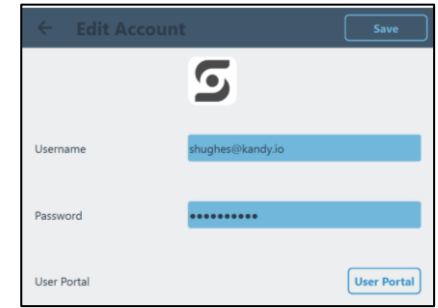 ← Edit Account Save
Username shughes@kandy.io
Password ••••••••••
User Portal User Portal